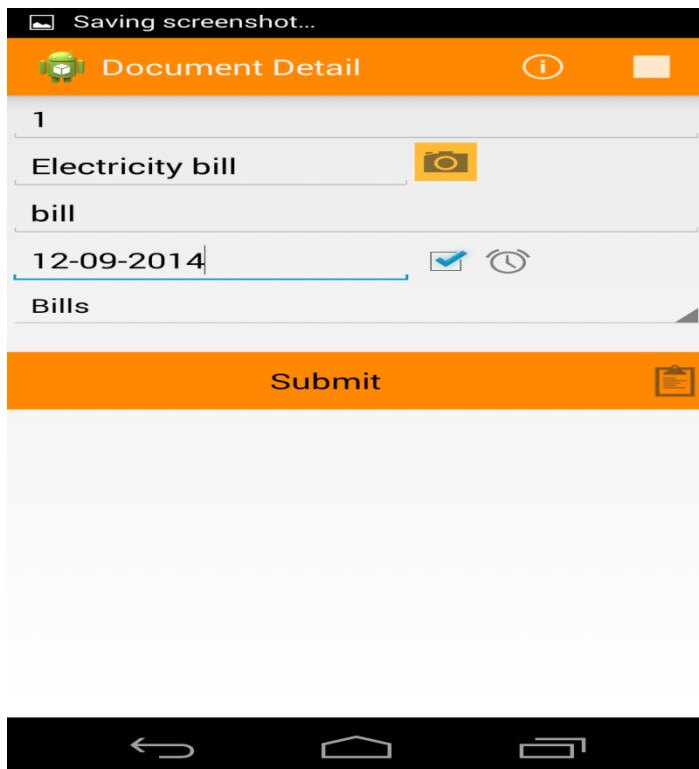 Saving screenshot...
Document Detail
1
Electricity bill
bill
12-09-2014
Bills
Submit